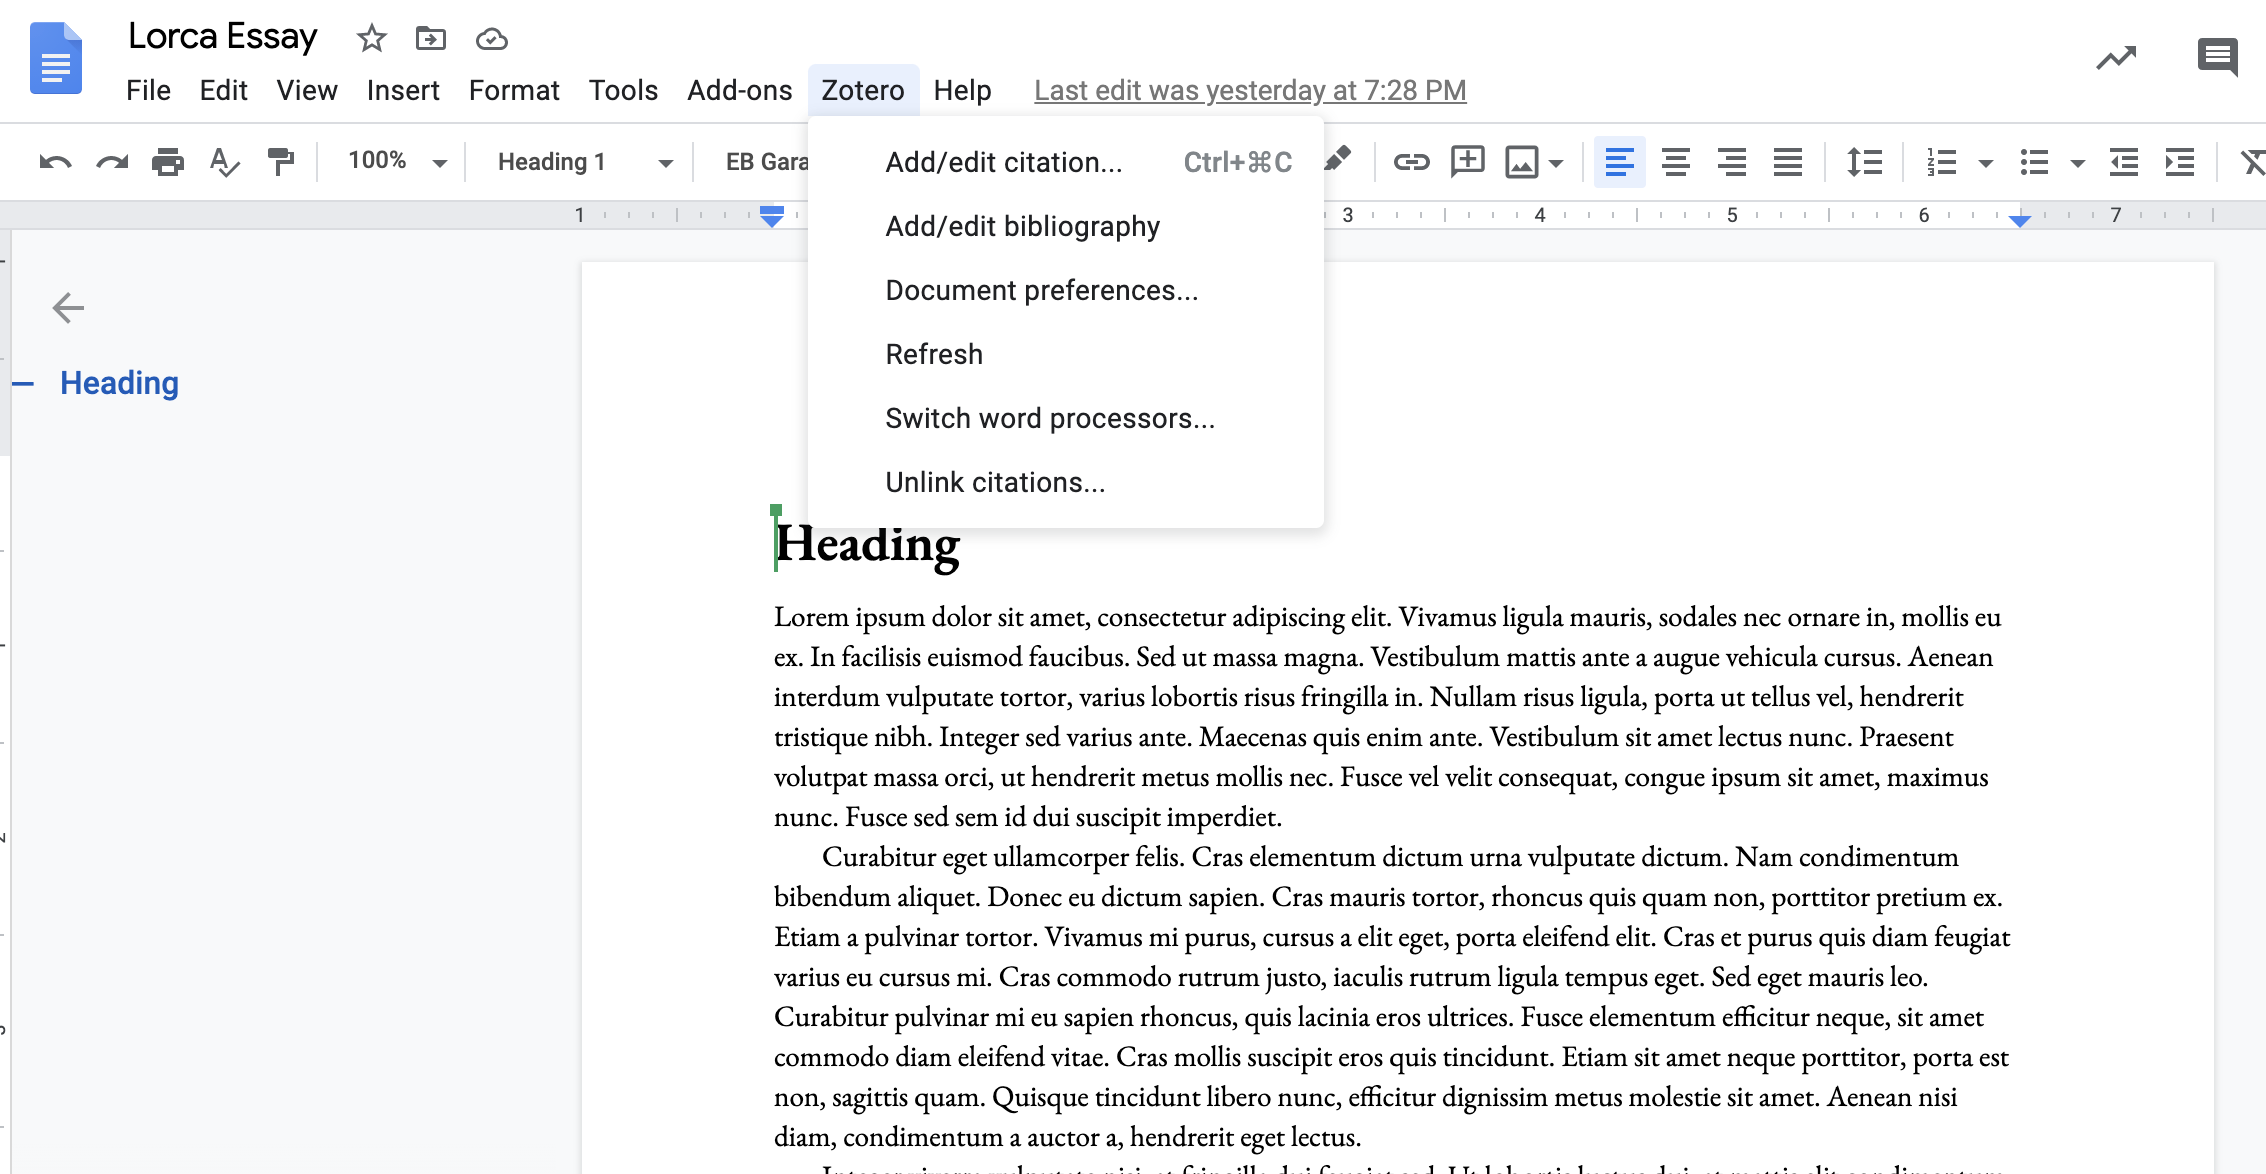 Lorca Essay
File Edit View Insert Format Tools Add-ons Zotero Help Last edit was yesterday at 7:28 PM
100% Heading 1 EB Gara
Add/edit citation... Ctrl+⌘C
1 3 4 5 6 7
Add/edit bibliography
Document preferences...
Refresh
Switch word processors...
Unlink citations...
Heading
Heading
Lorem ipsum dolor sit amet, consectetur adipiscing elit. Vivamus ligula mauris, sodales nec ornare in, mollis eu
ex. In facilisis euismod faucibus. Sed ut massa magna. Vestibulum mattis ante a augue vehicula cursus. Aenean
interdum vulputate tortor, varius lobortis risus fringilla in. Nullam risus ligula, porta ut tellus vel, hendrerit
tristique nibh. Integer sed varius ante. Maecenas quis enim ante. Vestibulum sit amet lectus nunc. Praesent
volutpat massa orci, ut hendrerit metus mollis nec. Fusce vel velit consequat, congue ipsum sit amet, maximus
nunc. Fusce sed sem id dui suscipit imperdiet.
Curabitur eget ullamcorper felis. Cras elementum dictum urna vulputate dictum. Nam condimentum
bibendum aliquet. Donec eu dictum sapien. Cras mauris tortor, rhoncus quis quam non, porttitor pretium ex.
Etiam a pulvinar tortor. Vivamus mi purus, cursus a elit eget, porta eleifend elit. Cras et purus quis diam feugiat
varius eu cursus mi. Cras commodo rutrum justo, iaculis rutrum ligula tempus eget. Sed eget mauris leo.
Curabitur pulvinar mi eu sapien rhoncus, quis lacinia eros ultrices. Fusce elementum efficitur neque, sit amet
commodo diam eleifend vitae. Cras mollis suscipit eros quis tincidunt. Etiam sit amet neque porttitor, porta est
non, sagittis quam. Quisque tincidunt libero nunc, efficitur dignissim metus molestie sit amet. Aenean nisi
diam, condimentum a auctor a, hendrerit eget lectus.